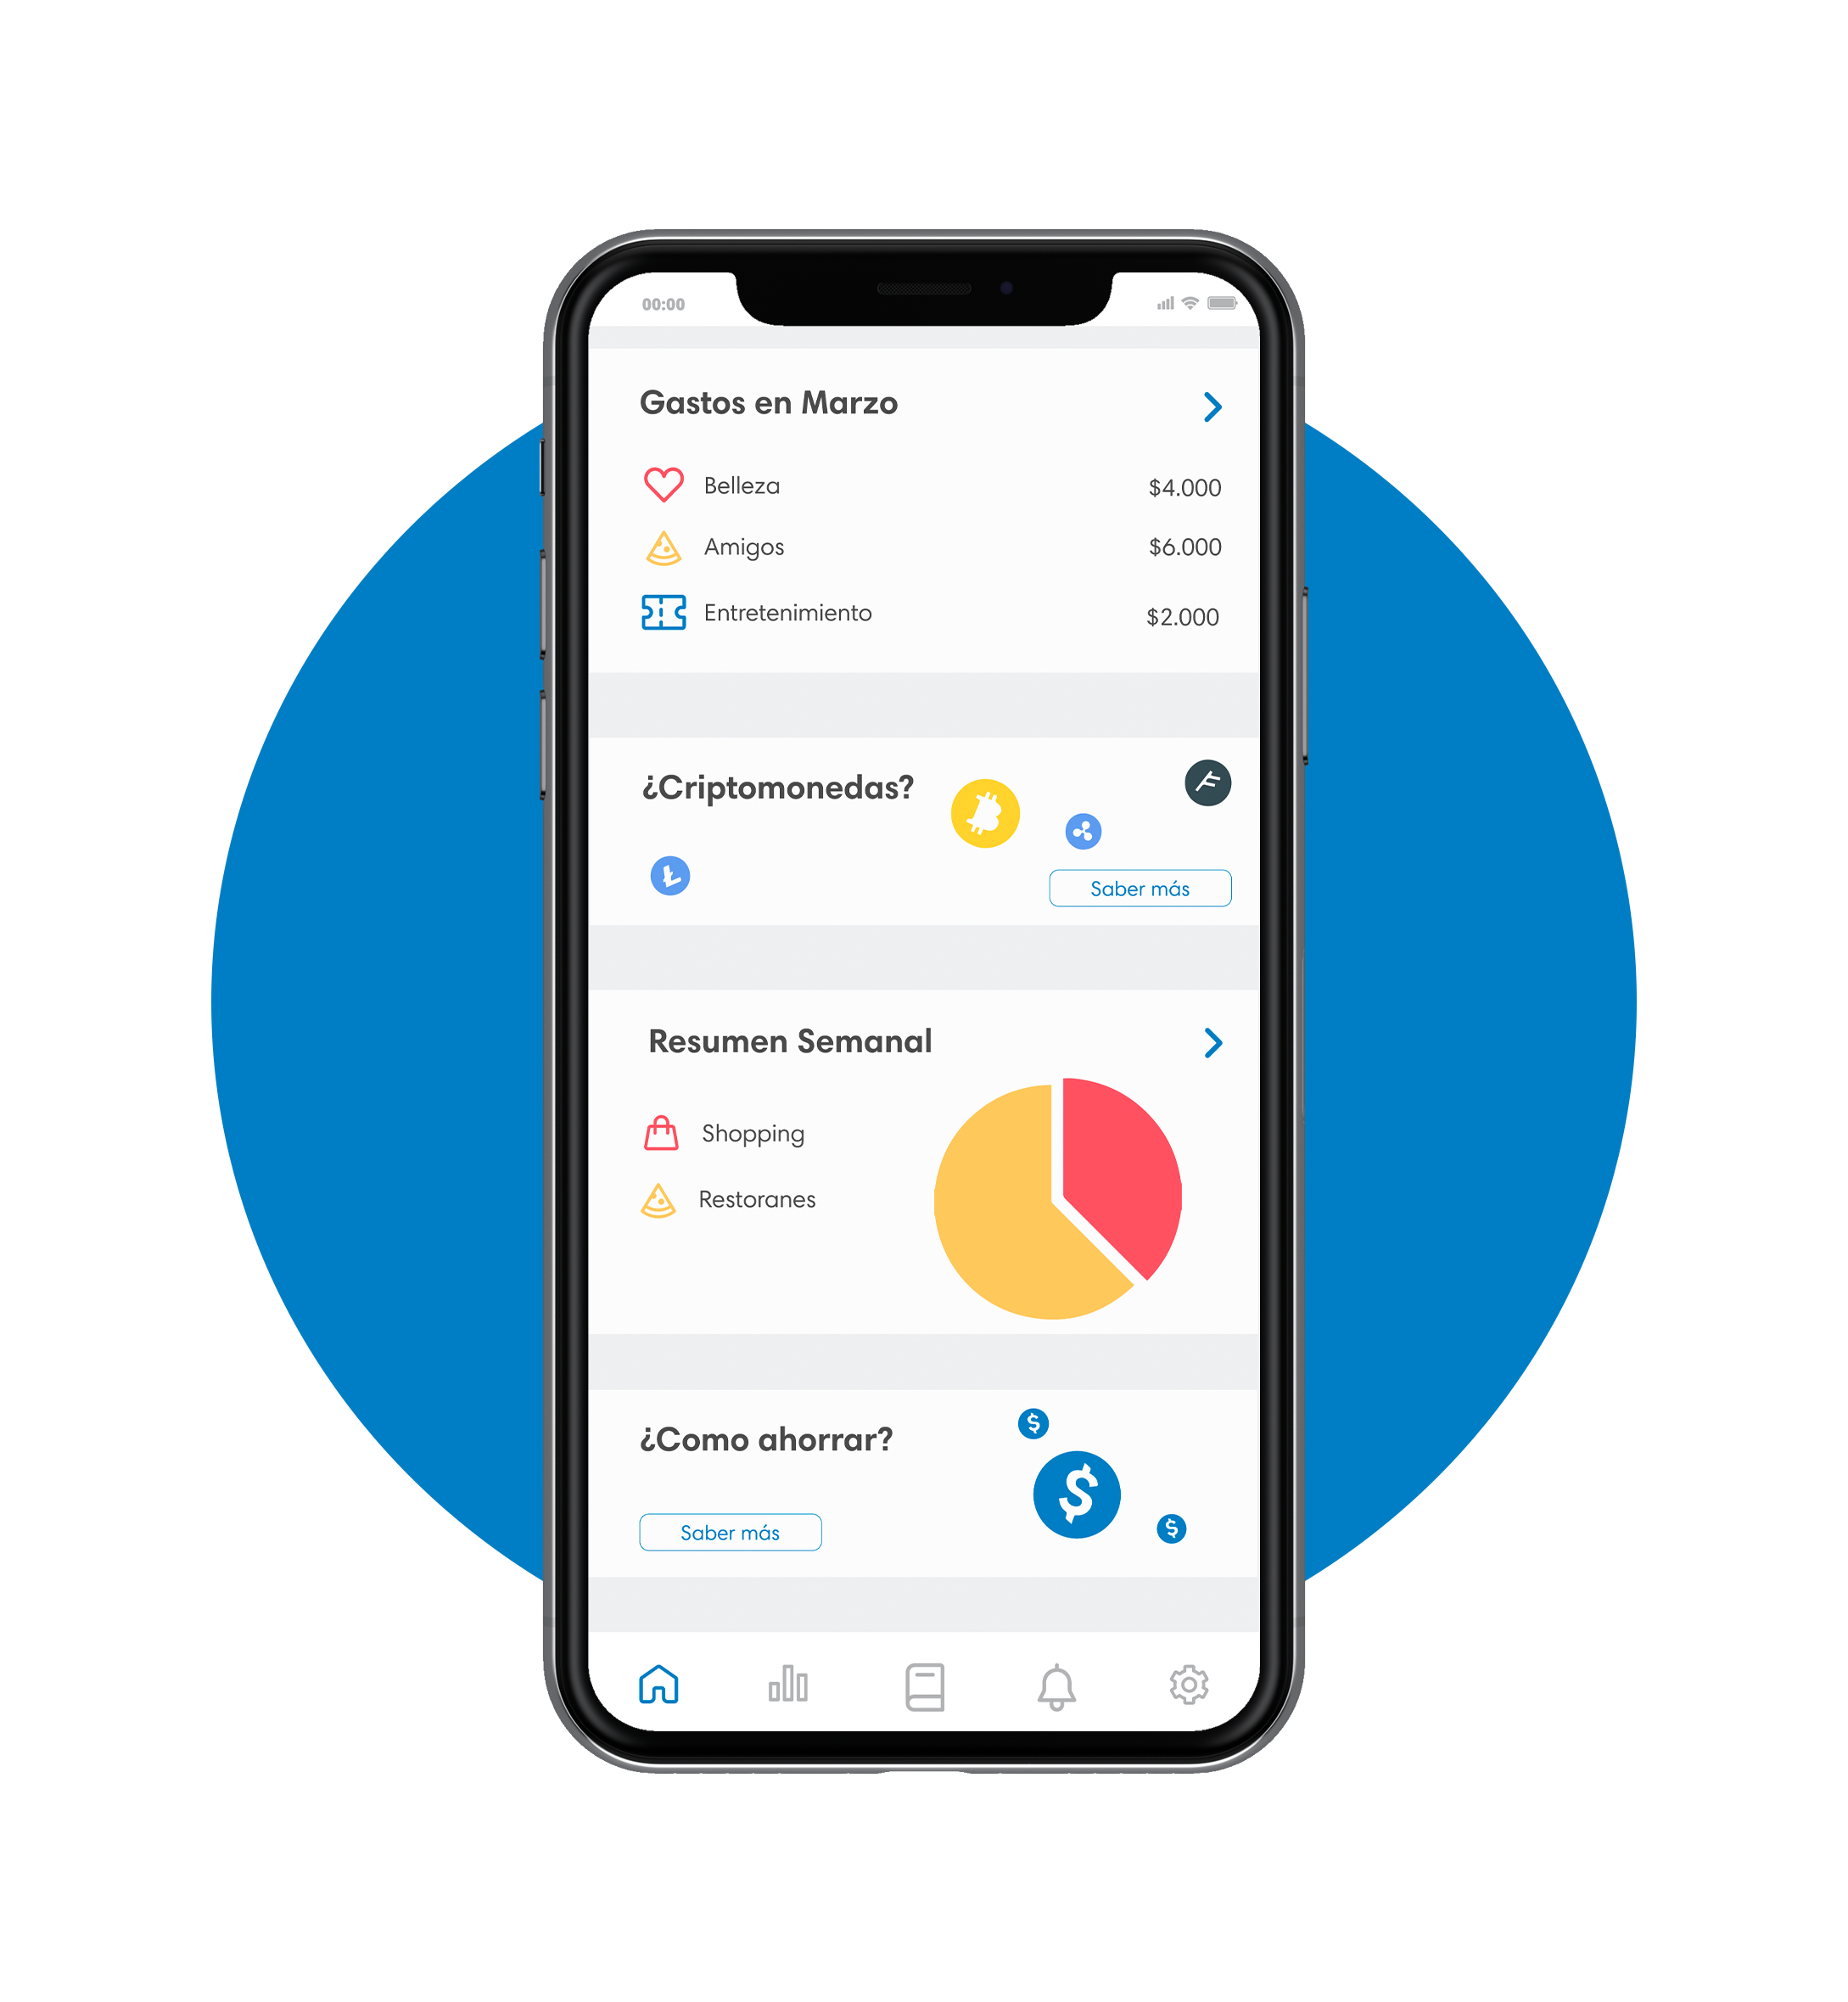 00:00
Gastos en Marzo
Belleza $4.000
Amigos $6.000
Entretenimiento $2.000
¿Criptomonedas?
Saber más
Resumen Semanal
Shopping
Restoranes
¿Como ahorrar?
Saber más